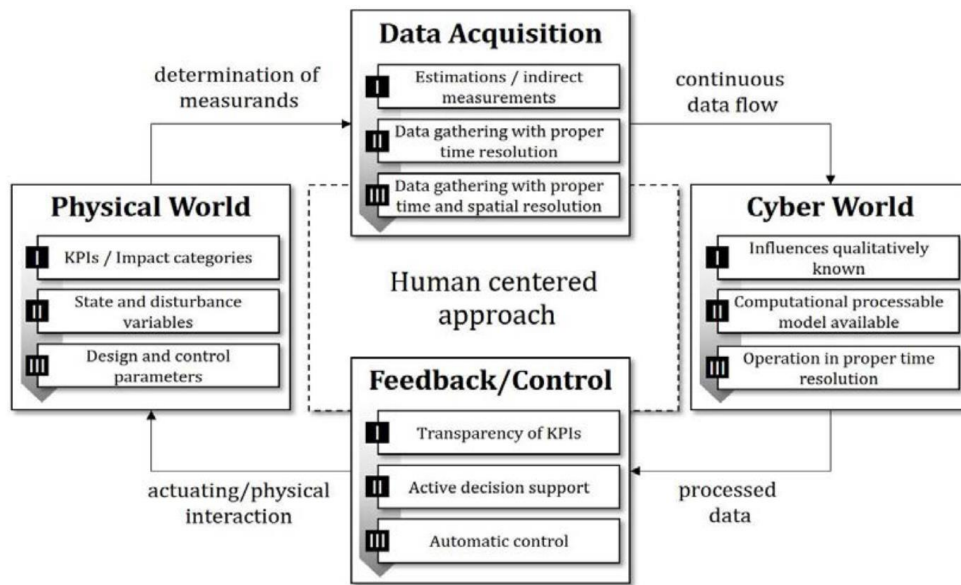 Data Acquisition
I
Estimations / indirect
measurements
II
Data gathering with proper
time resolution
III
Data gathering with proper
time and spatial resolution
determination of
measurands
continuous
data flow
Physical World
I
KPIs / Impact categories
II
State and disturbance
variables
III
Design and control
parameters
Human centered
approach
Cyber World
I
Influences qualitatively
known
II
Computational processable
model available
III
Operation in proper time
resolution
Feedback/Control
I
Transparency of KPIs
II
Active decision support
III
Automatic control
actuating/physical
interaction
processed
data